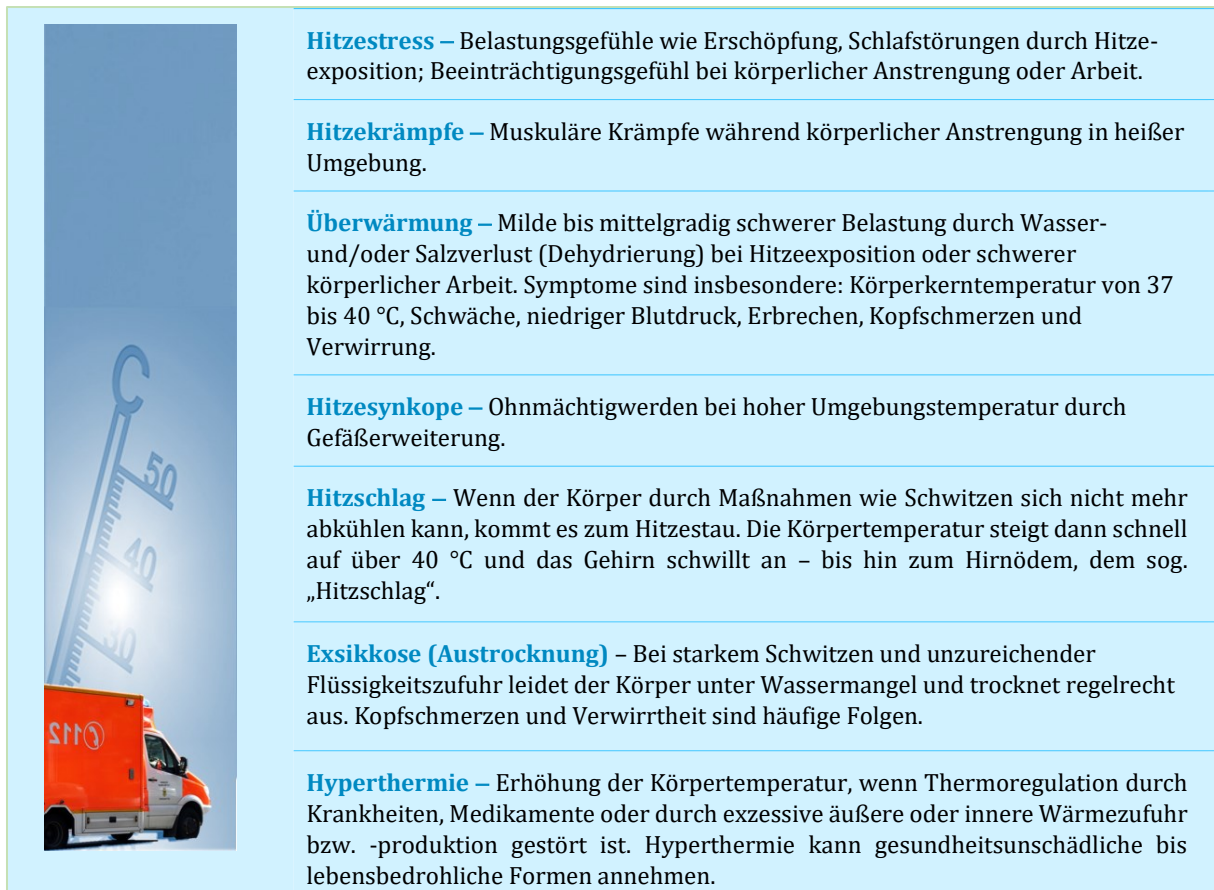 Hitzestress – Belastungsgefühle wie Erschöpfung, Schlafstörungen durch Hitze-
exposition; Beeinträchtigungsgefühl bei körperlicher Anstrengung oder Arbeit.
Hitzekrämpfe – Muskuläre Krämpfe während körperlicher Anstrengung in heißer
Umgebung.
Überwärmung – Milde bis mittelgradig schwerer Belastung durch Wasser-
und/oder Salzverlust (Dehydrierung) bei Hitzeexposition oder schwerer
körperlicher Arbeit. Symptome sind insbesondere: Körperkerntemperatur von 37
bis 40 °C, Schwäche, niedriger Blutdruck, Erbrechen, Kopfschmerzen und
Verwirrung.
Hitzesynkope – Ohnmächtigwerden bei hoher Umgebungstemperatur durch
Gefäßerweiterung.
Hitzschlag – Wenn der Körper durch Maßnahmen wie Schwitzen sich nicht mehr
abkühlen kann, kommt es zum Hitzestau. Die Körpertemperatur steigt dann schnell
auf über 40 °C und das Gehirn schwillt an – bis hin zum Hirnödem, dem sog.
„Hitzschlag“.
Exsikkose (Austrocknung) – Bei starkem Schwitzen und unzureichender
Flüssigkeitszufuhr leidet der Körper unter Wassermangel und trocknet regelrecht
aus. Kopfschmerzen und Verwirrtheit sind häufige Folgen.
Hyperthermie – Erhöhung der Körpertemperatur, wenn Thermoregulation durch
Krankheiten, Medikamente oder durch exzessive äußere oder innere Wärmezufuhr
bzw. -produktion gestört ist. Hyperthermie kann gesundheitsunschädliche bis
lebensbedrohliche Formen annehmen.
C
50
40
30
112